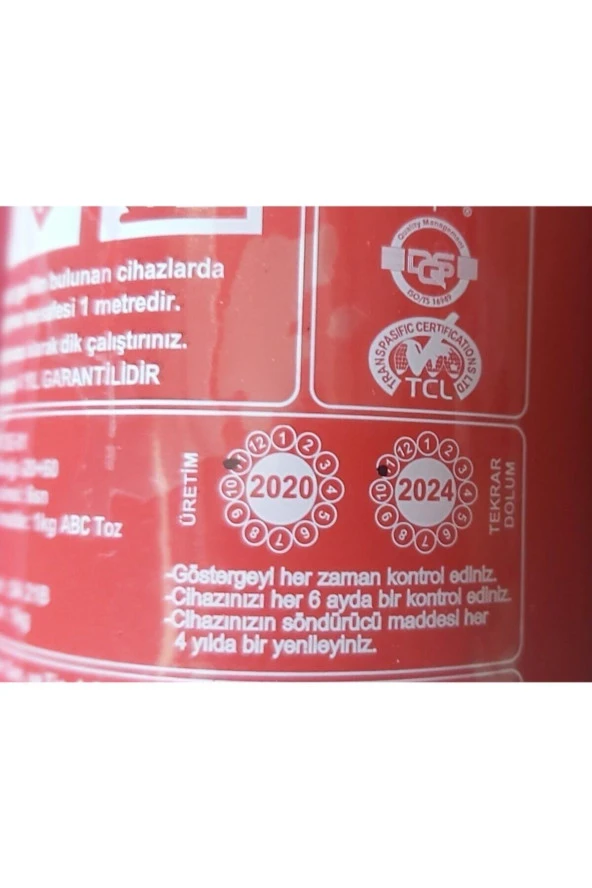 bulunan cihazlarda
1 metredir.
dik çalıştırınız.
GARANTİLİDİR
Quality Management
DQS
ISO/TS 16949
TRANSPASIFIC CERTIFICATIONS LTD
TCL
ÜRETİM
1 2 3 4 5 6 7 8 9 10 11 12
2020
1 2 3 4 5 6 7 8 9 10 11 12
2024
TEKRAR
DOLUM
1kg ABC Toz
-Göstergeyi her zaman kontrol ediniz.
-Cihazınızı her 6 ayda bir kontrol ediniz.
-Cihazınızın söndürücü maddesi her
4 yılda bir yenileyiniz.